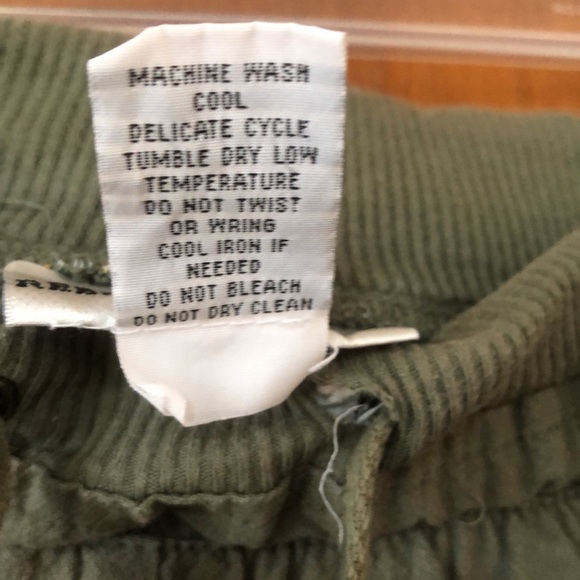 MACHINE WASH
COOL
DELICATE CYCLE
TUMBLE DRY LOW
TEMPERATURE
DO NOT TWIST
OR WRING
COOL IRON IF
NEEDED
DO NOT BLEACH
DO NOT DRY CLEAN